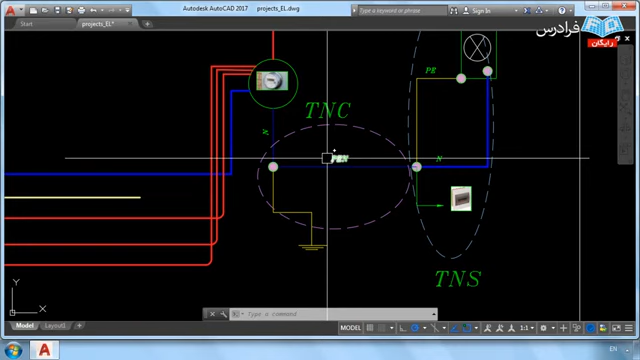 Autodesk AutoCAD 2017 projects_EL.dwg
Type a keyword or phrase
Sign In
فرادرس
رایگان
Start
projects_EL*
PE
TNC
N
PEN
N
TNS
Y
X
Type a command
Model
Layout1
MODEL
1:1
EN